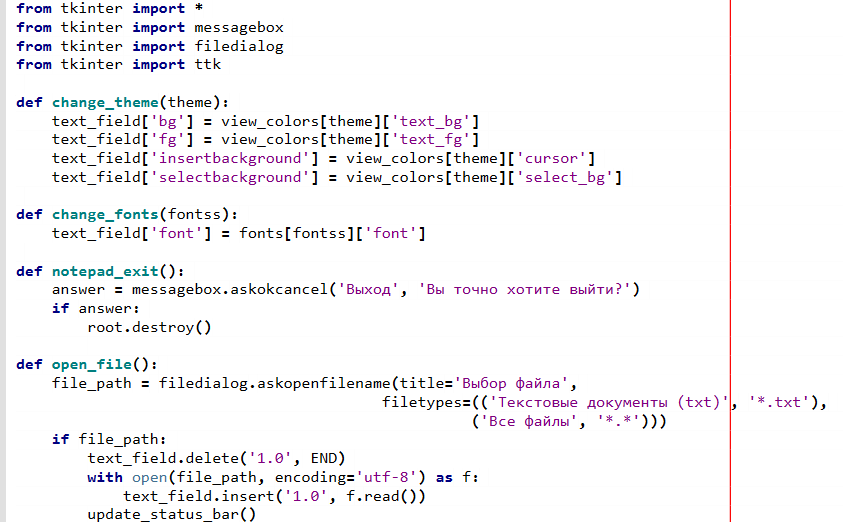 from tkinter import *
from tkinter import messagebox
from tkinter import filedialog
from tkinter import ttk

def change_theme(theme):
    text_field['bg'] = view_colors[theme]['text_bg']
    text_field['fg'] = view_colors[theme]['text_fg']
    text_field['insertbackground'] = view_colors[theme]['cursor']
    text_field['selectbackground'] = view_colors[theme]['select_bg']

def change_fonts(fontss):
    text_field['font'] = fonts[fontss]['font']

def notepad_exit():
    answer = messagebox.askokcancel('Выход', 'Вы точно хотите выйти?')
    if answer:
        root.destroy()

def open_file():
    file_path = filedialog.askopenfilename(title='Выбор файла',
                                         filetypes=(('Текстовые документы (txt)', '*.txt'),
                                                   ('Все файлы', '*.*')))
    if file_path:
        text_field.delete('1.0', END)
        with open(file_path, encoding='utf-8') as f:
            text_field.insert('1.0', f.read())
        update_status_bar()